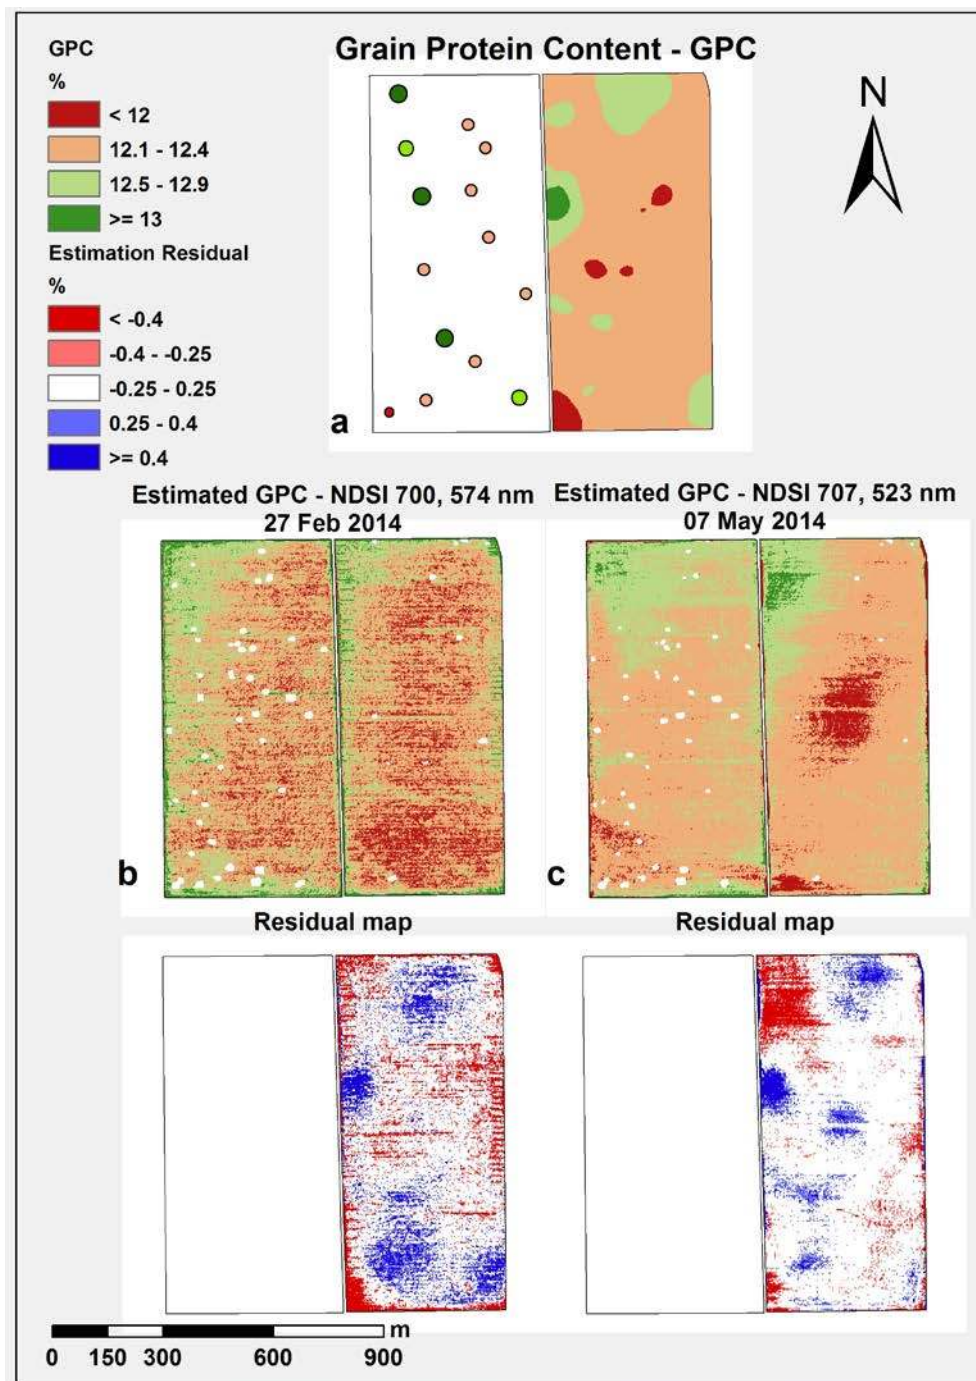 GPC
%
< 12
12.1 - 12.4
12.5 - 12.9
>= 13
Estimation Residual
%
< -0.4
-0.4 - -0.25
-0.25 - 0.25
0.25 - 0.4
>= 0.4
Grain Protein Content - GPC
N
a
Estimated GPC - NDSI 700, 574 nm
27 Feb 2014
Estimated GPC - NDSI 707, 523 nm
07 May 2014
b
c
Residual map
Residual map
m
0 150 300 600 900